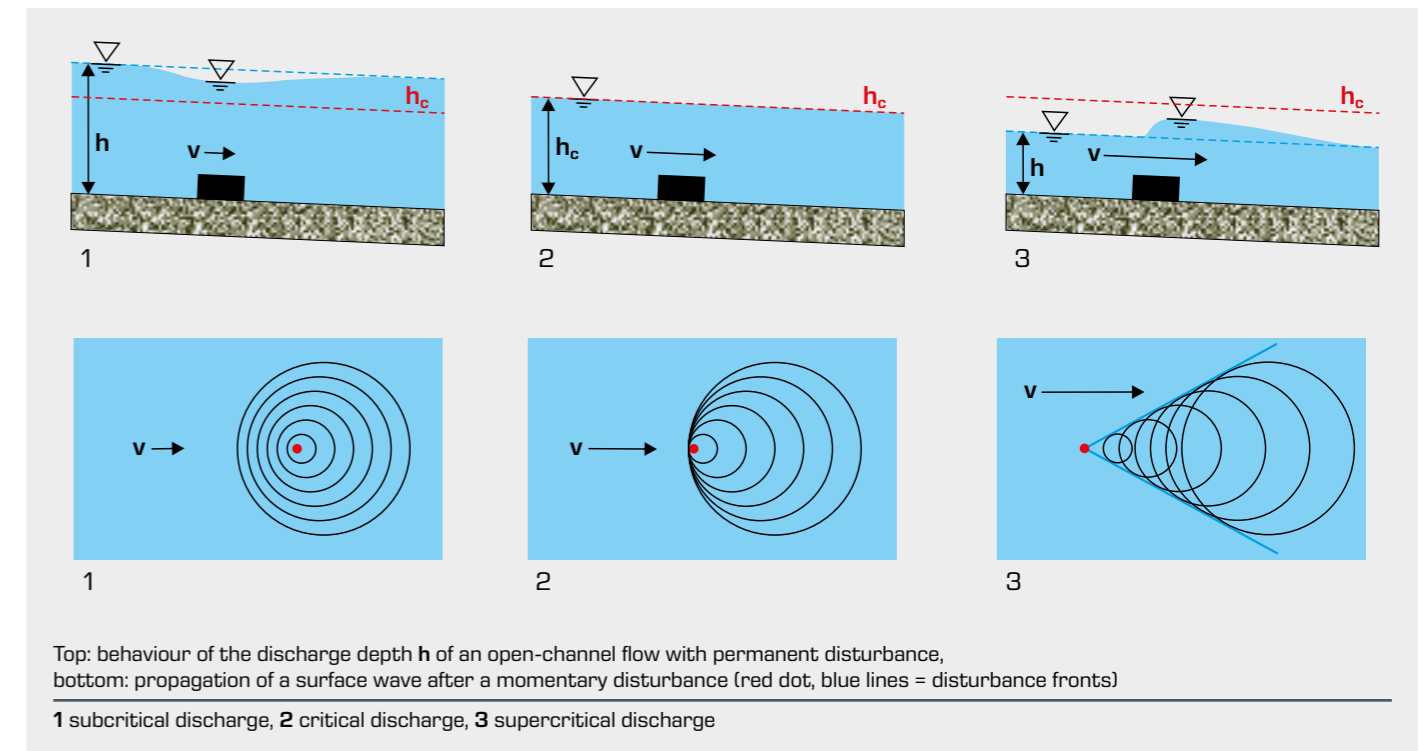 h
v
h_c
1
h_c
v
h_c
2
h
v
h_c
3
v
1
v
2
v
3
Top: behaviour of the discharge depth h of an open-channel flow with permanent disturbance,
bottom: propagation of a surface wave after a momentary disturbance (red dot, blue lines = disturbance fronts)
1 subcritical discharge, 2 critical discharge, 3 supercritical discharge